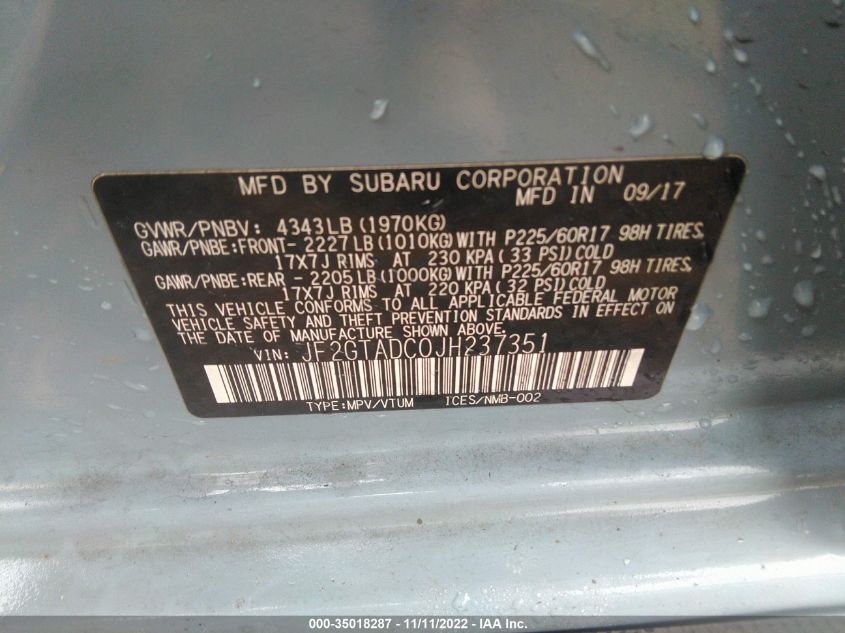 MFD BY SUBARU CORPORATION
MFD IN 09/17
GVWR/PNBV: 4343LB (1970KG)
GAWR/PNBE:FRONT- 2227LB (1010KG) WITH P225/60R17 98H TIRES,
17X7J RIMS AT 230 KPA (33 PSI) COLD
GAWR/PNBE:REAR - 2205LB (1000KG) WITH P225/60R17 98H TIRES,
17X7J RIMS AT 220 KPA (32 PSI) COLD
THIS VEHICLE CONFORMS TO ALL APPLICABLE FEDERAL MOTOR
VEHICLE SAFETY AND THEFT PREVENTION STANDARDS IN EFFECT ON
THE DATE OF MANUFACTURE SHOWN ABOVE.
VIN: JF2GTADC0JH237351
TYPE:MPV/VTUM ICES/NMB-002
000-35018287 - 11/11/2022 - IAA Inc.